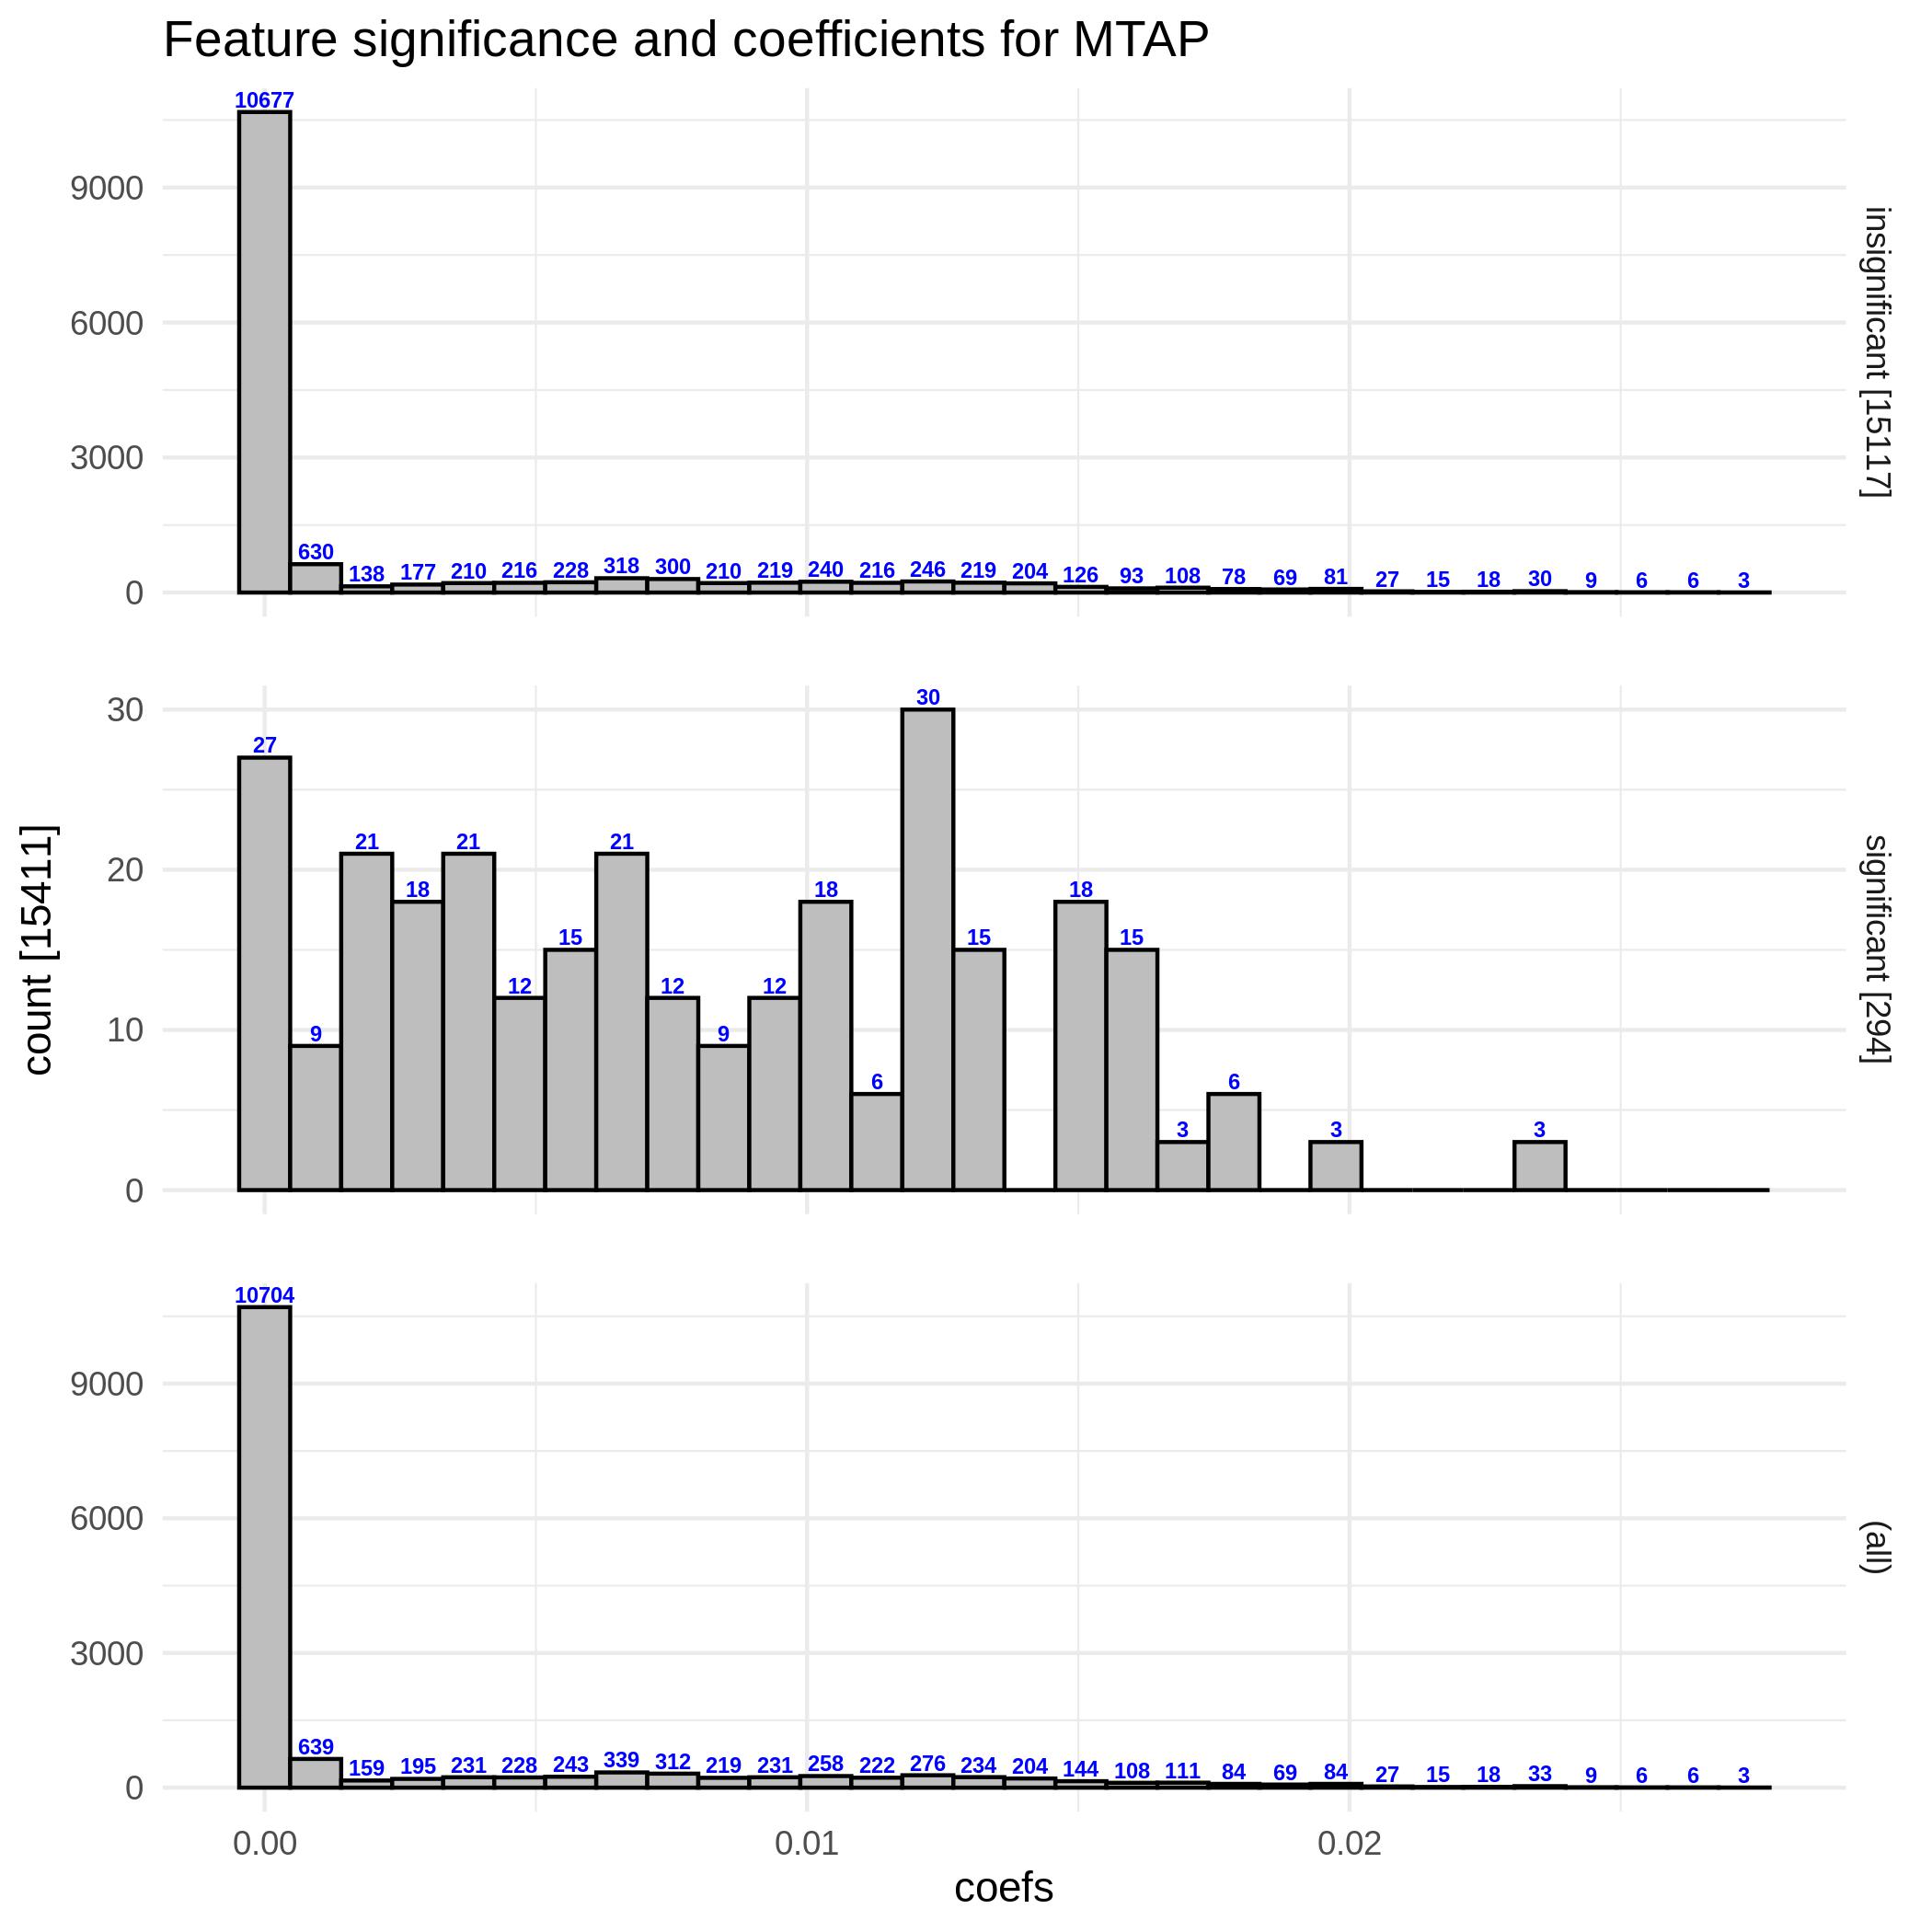 Feature significance and coefficients for MTAP
10677
9000
6000
3000
630 138 177 210 216 228 318 300 210 219 240 216 246 219 204 126 93 108 78 69 81 27 15 18 30 9 6 6 3
0
insignificant [15117]
count [15411]
30
20
10
0
27 9 21 18 21 12 15 21 12 9 12 18 6 30 15 18 15 3 6 3 3
significant [294]
10704
9000
6000
3000
639 159 195 231 228 243 339 312 219 231 258 222 276 234 204 144 108 111 84 69 84 27 15 18 33 9 6 6 3
0
(all)
0.00 0.01 0.02
coefs